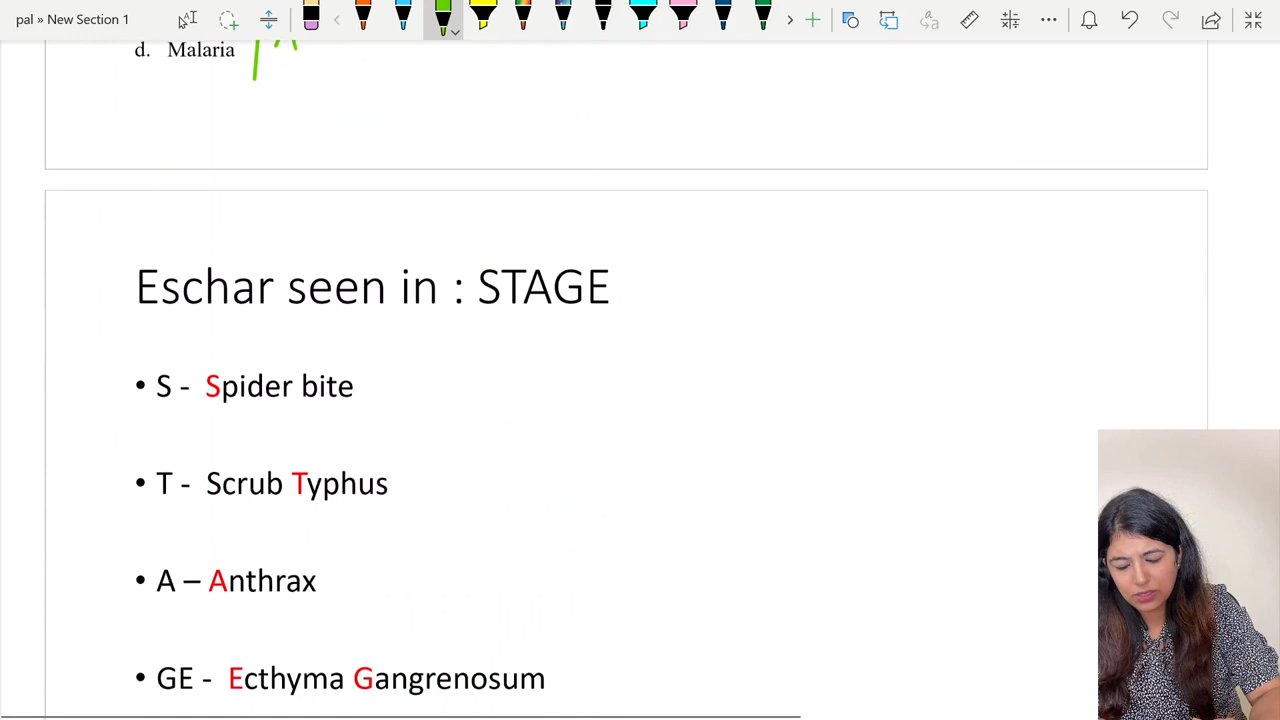 pal » New Section 1
d. Malaria
Eschar seen in : STAGE
• S - Spider bite
• T - Scrub Typhus
• A – Anthrax
• GE - Ecthyma Gangrenosum